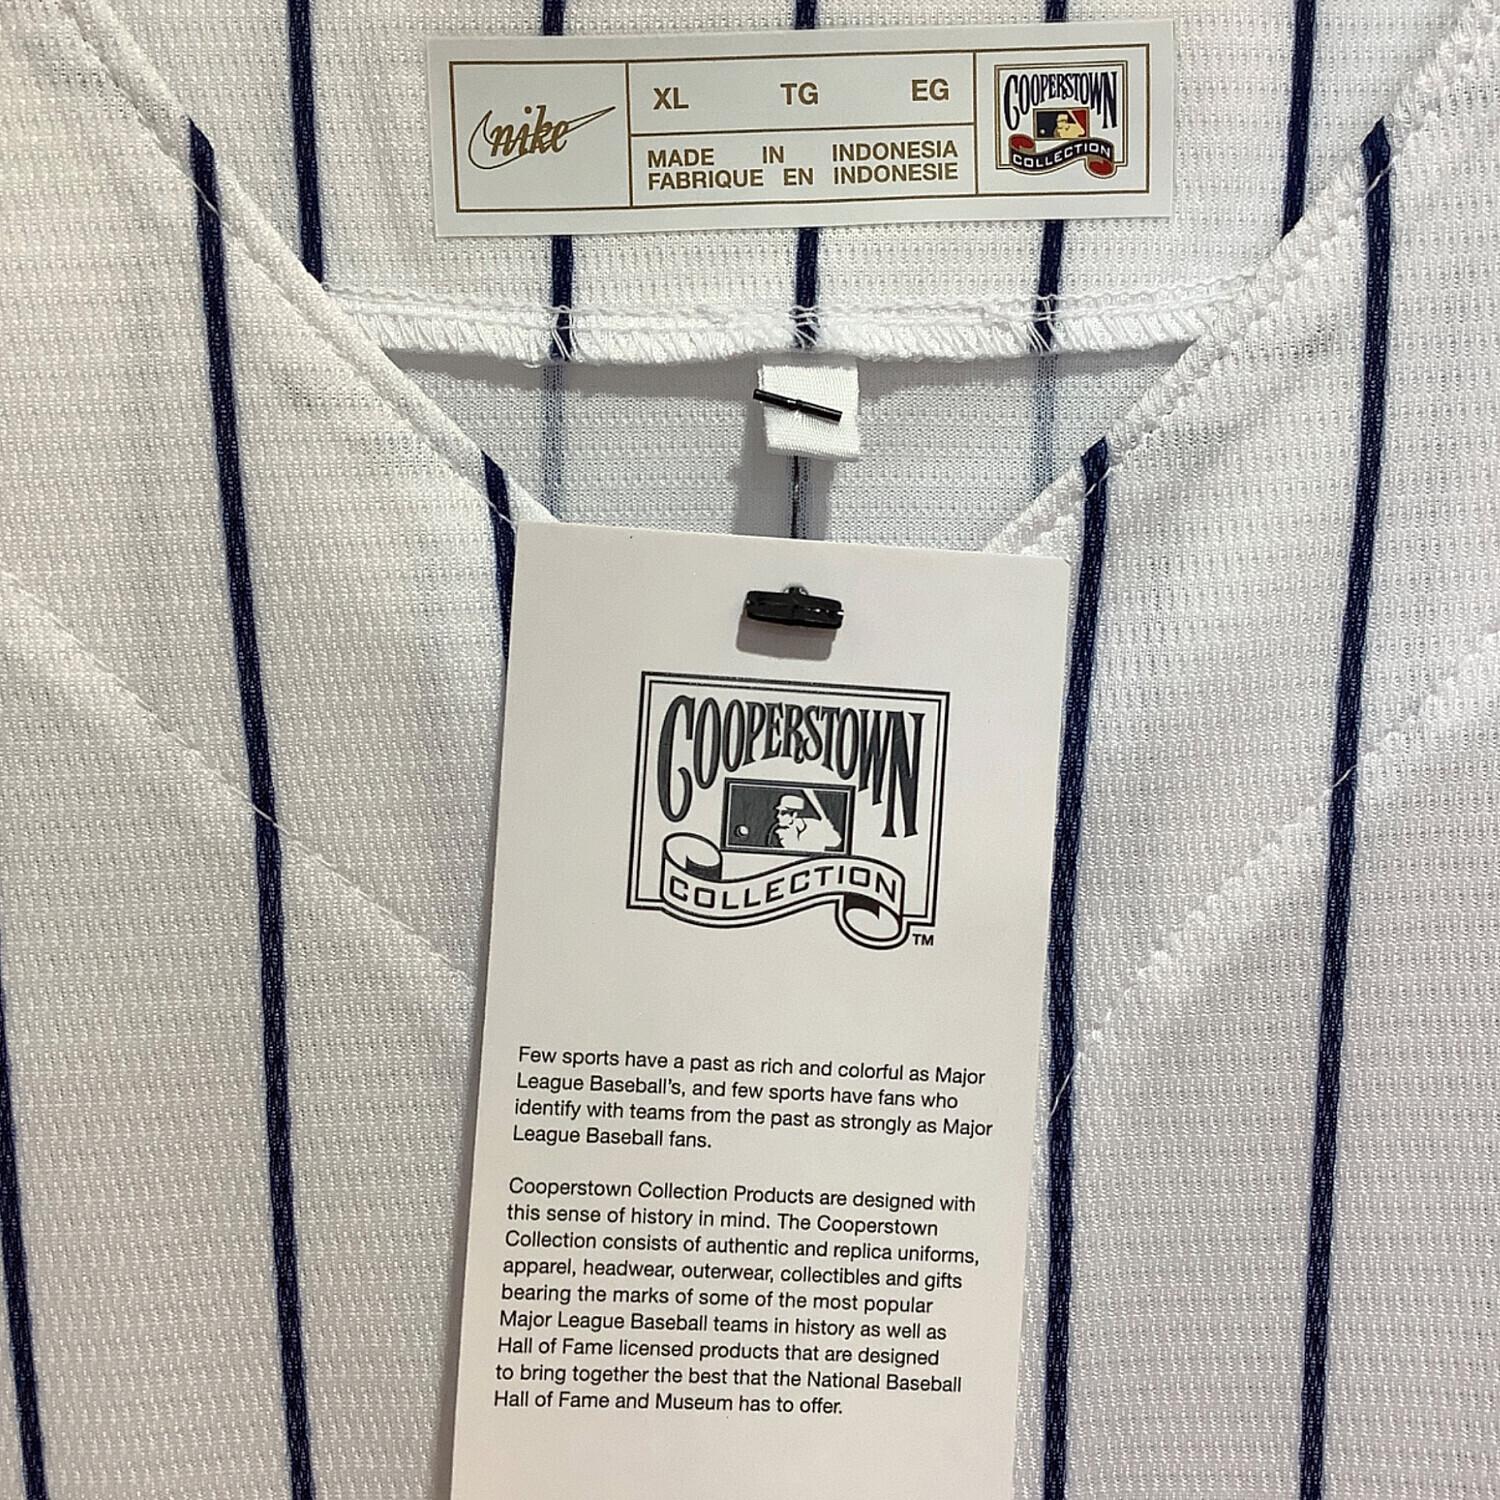 nike
XL TG EG
MADE IN INDONESIA
FABRIQUE EN INDONESIE
COOPERSTOWN
COLLECTION
COOPERSTOWN
COLLECTION
TM
Few sports have a past as rich and colorful as Major
League Baseball's, and few sports have fans who
identify with teams from the past as strongly as Major
League Baseball fans.
Cooperstown Collection Products are designed with
this sense of history in mind. The Cooperstown
Collection consists of authentic and replica uniforms,
apparel, headwear, outerwear, collectibles and gifts
bearing the marks of some of the most popular
Major League Baseball teams in history as well as
Hall of Fame licensed products that are designed
to bring together the best that the National Baseball
Hall of Fame and Museum has to offer.